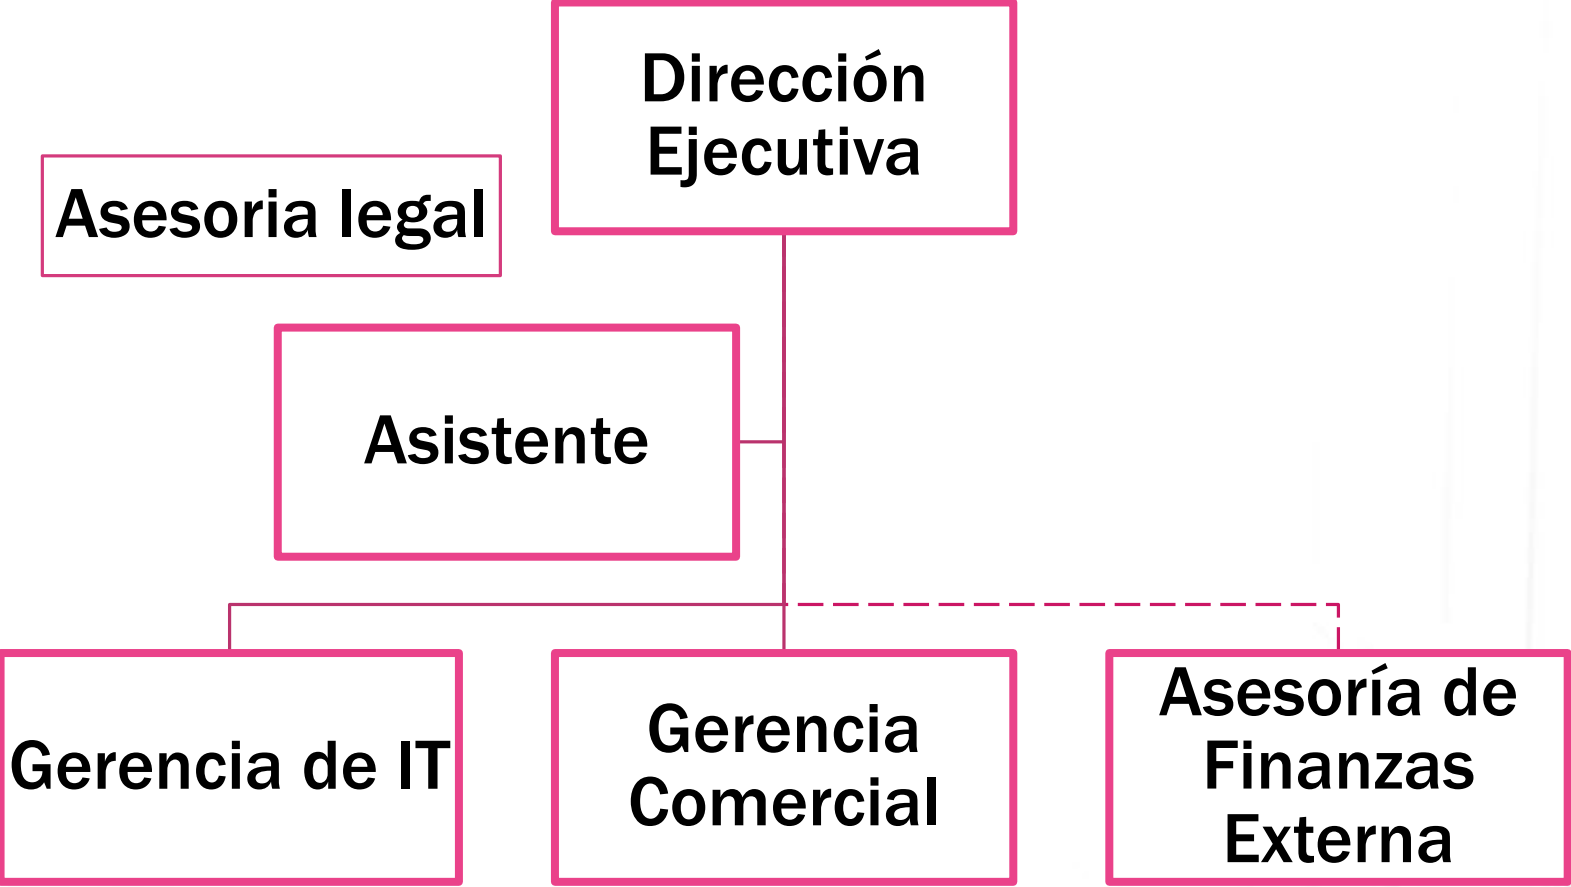 Dirección
Ejecutiva
Asesoria legal
Asistente
Gerencia de IT
Gerencia
Comercial
Asesoría de
Finanzas
Externa